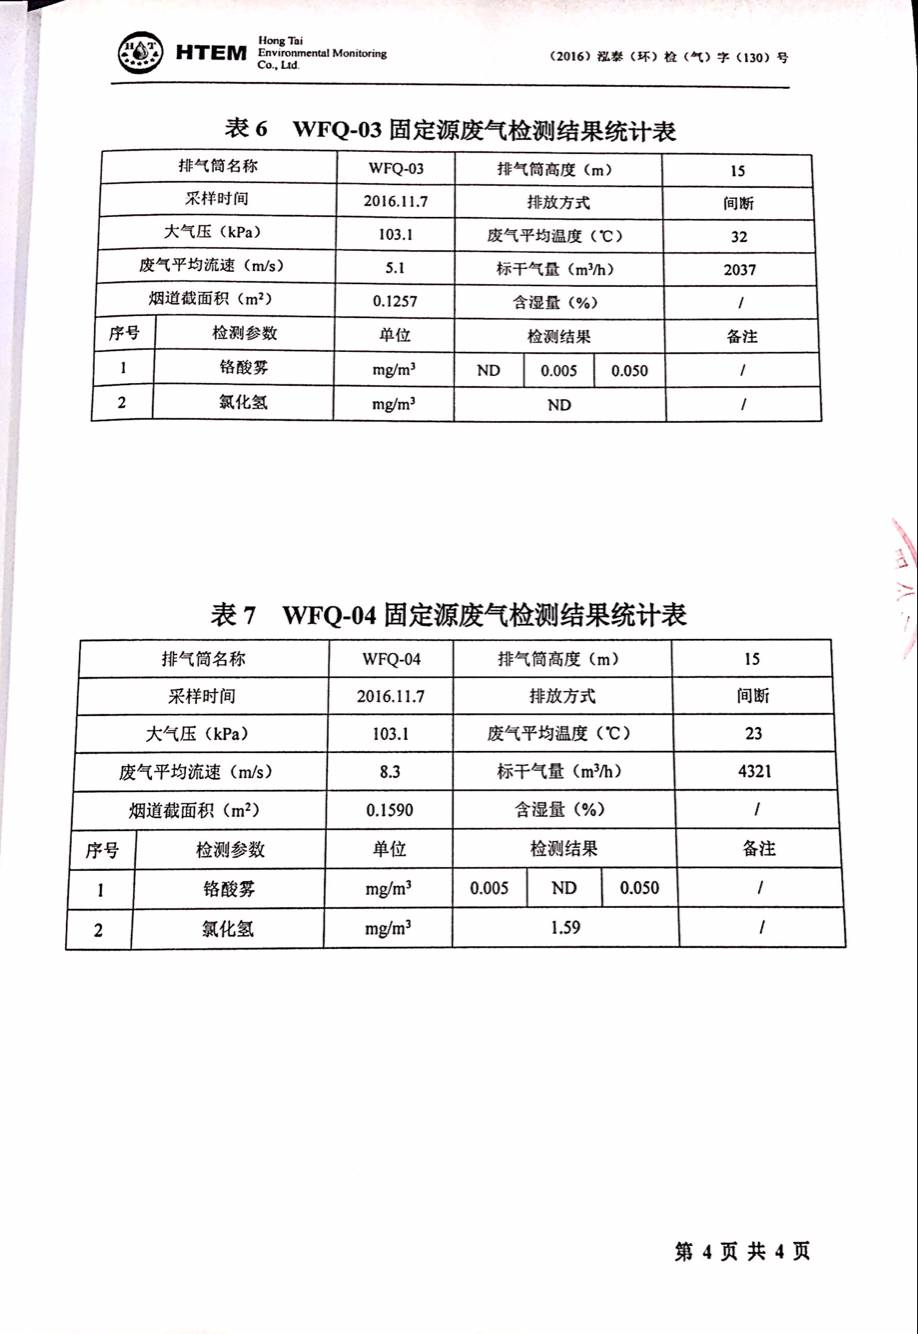 HTEM
Hong Tai
Environmental Monitoring
Co., Ltd.
（2016）泓泰（环）检（气）字（130）号
表 6 WFQ-03 固定源废气检测结果统计表
排气筒名称 WFQ-03 排气筒高度（m） 15
采样时间 2016.11.7 排放方式 间断
大气压（kPa） 103.1 废气平均温度（℃） 32
废气平均流速（m/s） 5.1 标干气量（m³/h） 2037
烟道截面积（m²） 0.1257 含湿量（%） /
序号 检测参数 单位 检测结果 备注
1 铬酸雾 mg/m³ ND 0.005 0.050 /
2 氯化氢 mg/m³ ND /
表 7 WFQ-04 固定源废气检测结果统计表
排气筒名称 WFQ-04 排气筒高度（m） 15
采样时间 2016.11.7 排放方式 间断
大气压（kPa） 103.1 废气平均温度（℃） 23
废气平均流速（m/s） 8.3 标干气量（m³/h） 4321
烟道截面积（m²） 0.1590 含湿量（%） /
序号 检测参数 单位 检测结果 备注
1 铬酸雾 mg/m³ 0.005 ND 0.050 /
2 氯化氢 mg/m³ 1.59 /
第 4 页 共 4 页